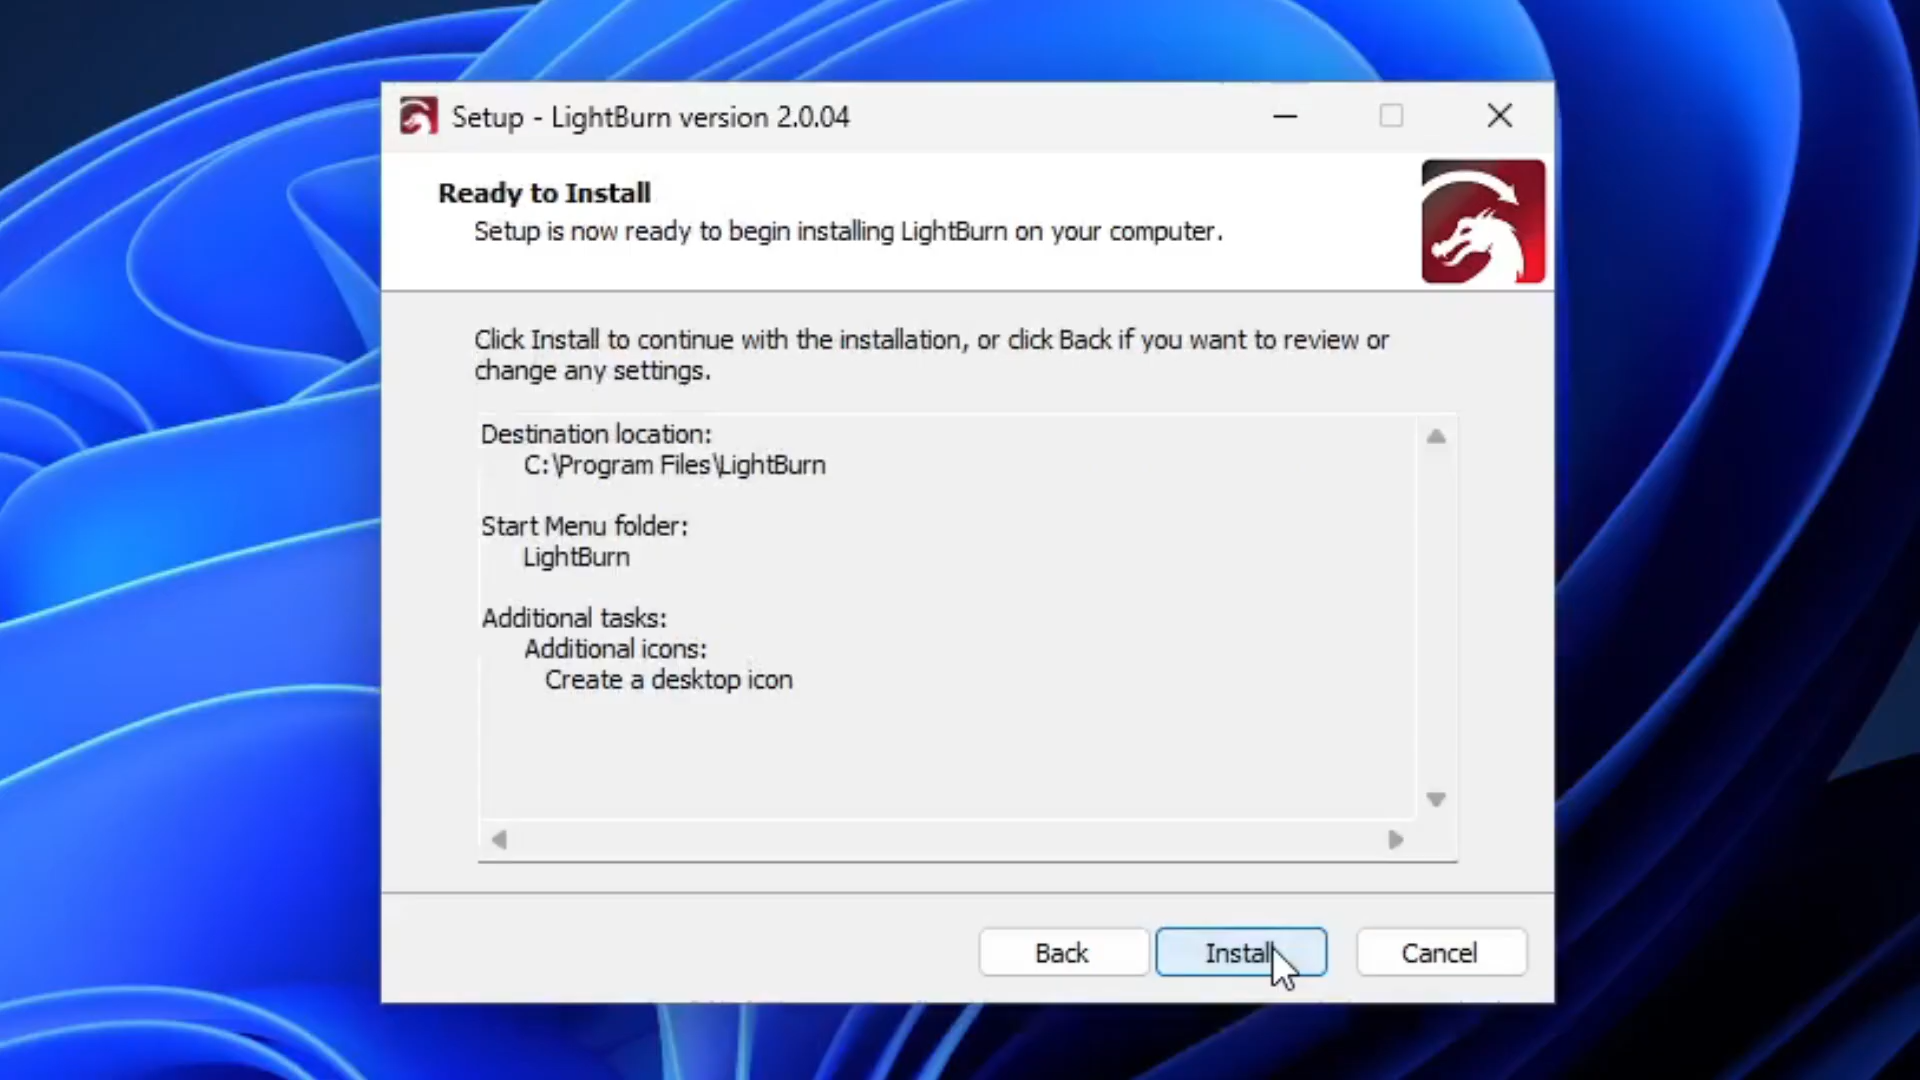 Setup - LightBurn version 2.0.04
Ready to Install
Setup is now ready to begin installing LightBurn on your computer.
Click Install to continue with the installation, or click Back if you want to review or
change any settings.
Destination location:
C:\Program Files\LightBurn
Start Menu folder:
LightBurn
Additional tasks:
Additional icons:
Create a desktop icon
Back
Install
Cancel